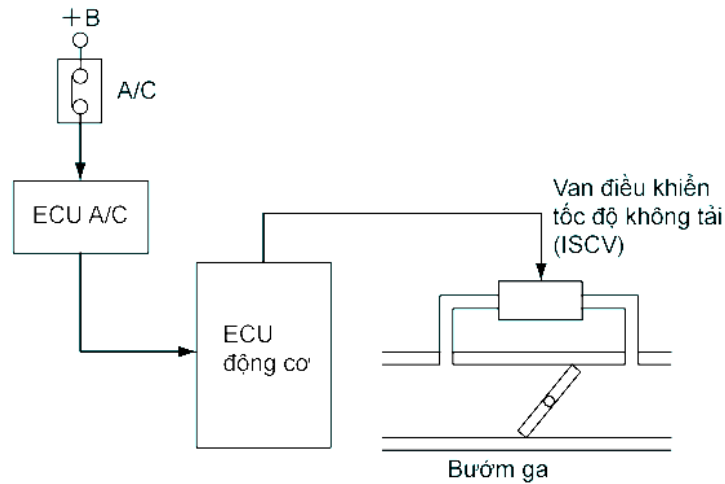 +B
A/C
ECU A/C
Van điều khiển
tốc độ không tải
(ISCV)
ECU
động cơ
Bướm ga